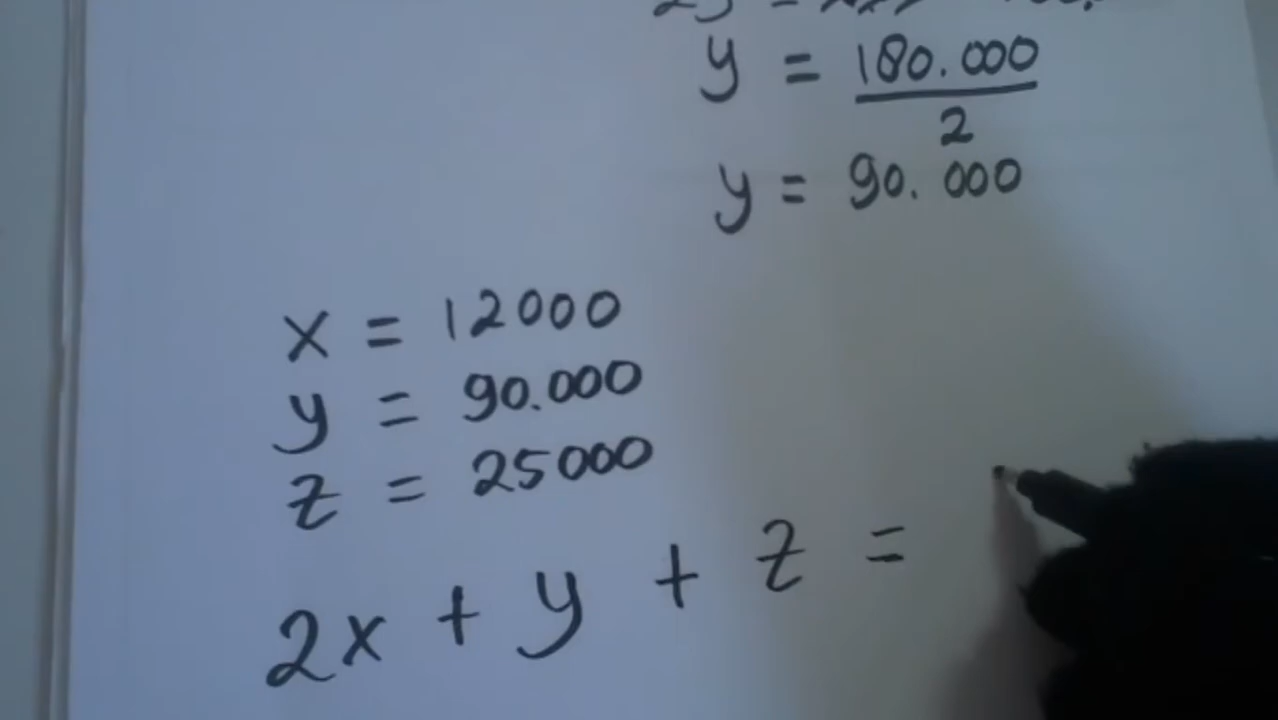 y = 180.000
2
y = 90.000
x = 12000
y = 90.000
z = 25000
2x + y + z =